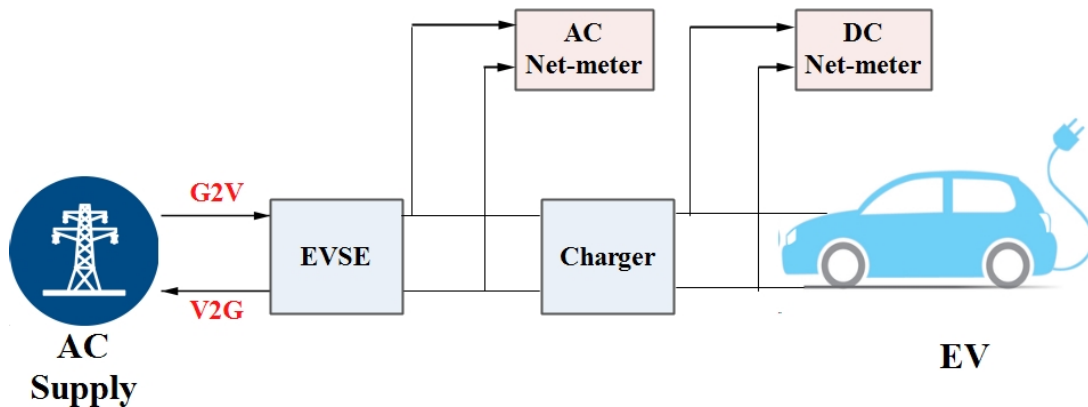 AC
Net-meter
DC
Net-meter
G2V
EVSE
Charger
V2G
AC
Supply
EV